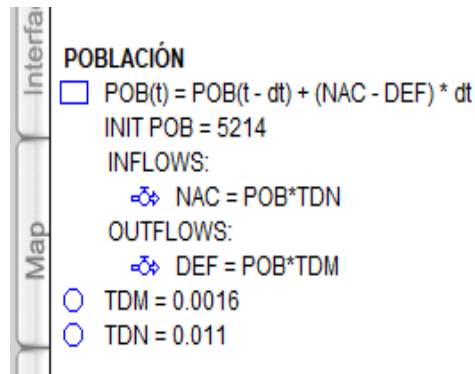 Interfa
POBLACIÓN
POB(t) = POB(t - dt) + (NAC - DEF) * dt
INIT POB = 5214
INFLOWS:
NAC = POB*TDN
OUTFLOWS:
DEF = POB*TDM
Map
TDM = 0.0016
TDN = 0.011